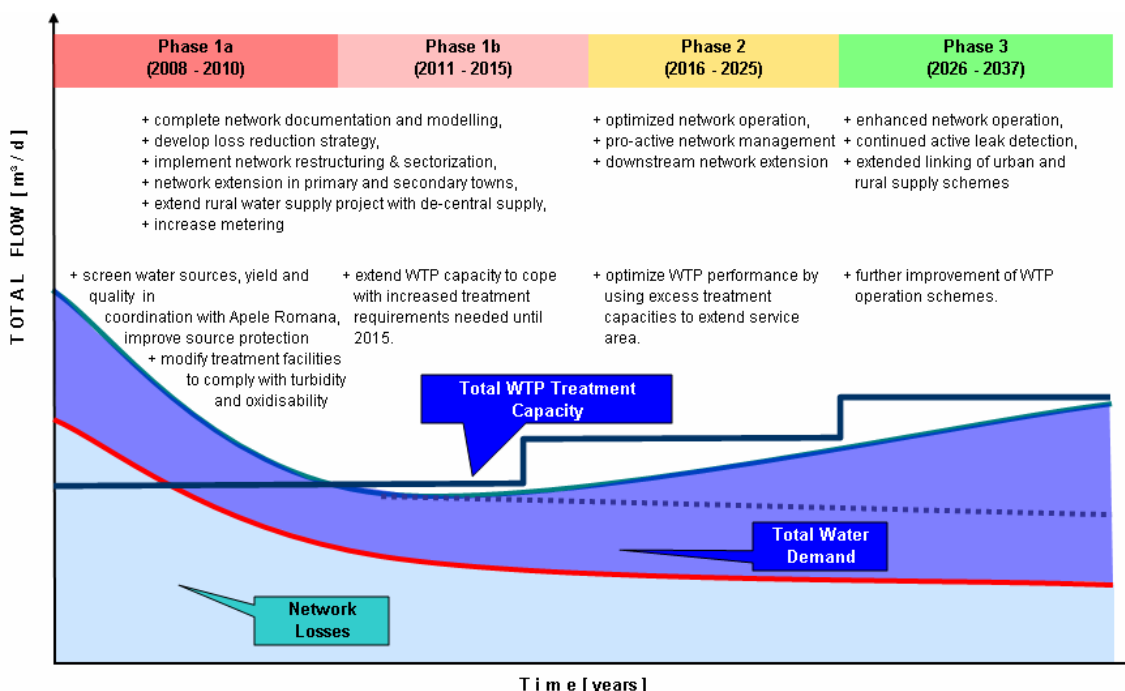 Phase 1a
(2008 - 2010)
Phase 1b
(2011 - 2015)
Phase 2
(2016 - 2025)
Phase 3
(2026 - 2037)
TOTAL FLOW [ m³ / d ]
+ complete network documentation and modelling,
+ develop loss reduction strategy,
+ implement network restructuring & sectorization,
+ network extension in primary and secondary towns,
+ extend rural water supply project with de-central supply,
+ increase metering
+ optimized network operation,
+ pro-active network management
+ downstream network extension
+ enhanced network operation,
+ continued active leak detection,
+ extended linking of urban and
rural supply schemes
+ screen water sources, yield and
quality in
coordination with Apele Romana,
improve source protection
+ modify treatment facilities
to comply with turbidity
and oxidisability
+ extend WTP capacity to cope
with increased treatment
requirements needed until
2015.
+ optimize WTP performance by
using excess treatment
capacities to extend service
area.
+ further improvement of WTP
operation schemes.
Total WTP Treatment
Capacity
Total Water
Demand
Network
Losses
Time [ years ]